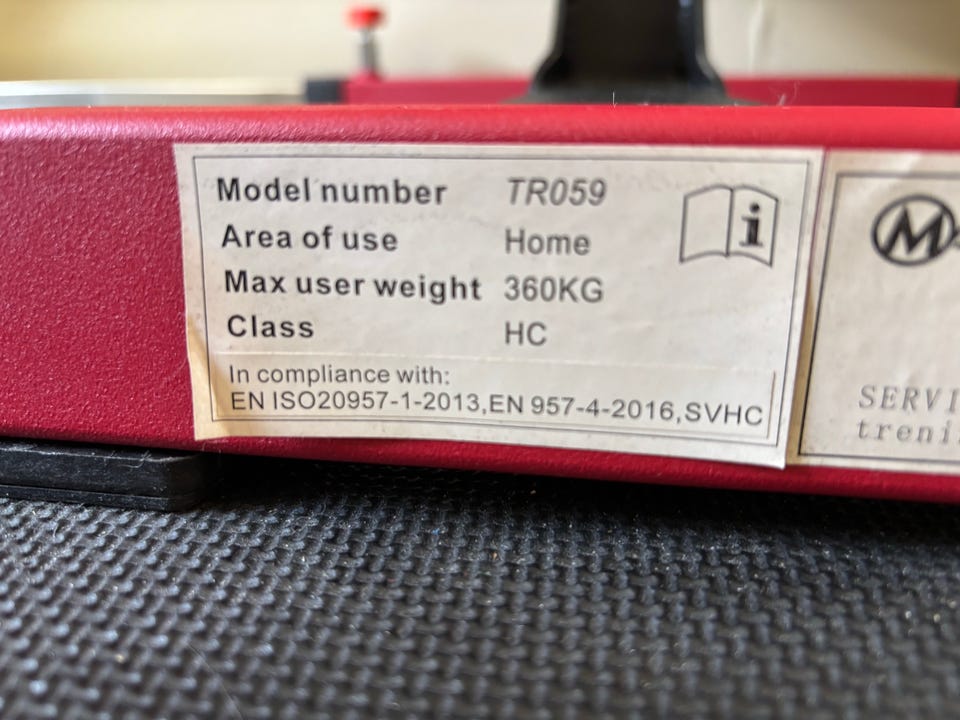 Model number TR059
Area of use Home
Max user weight 360KG
Class HC
In compliance with:
EN ISO20957-1-2013,EN 957-4-2016,SVHC